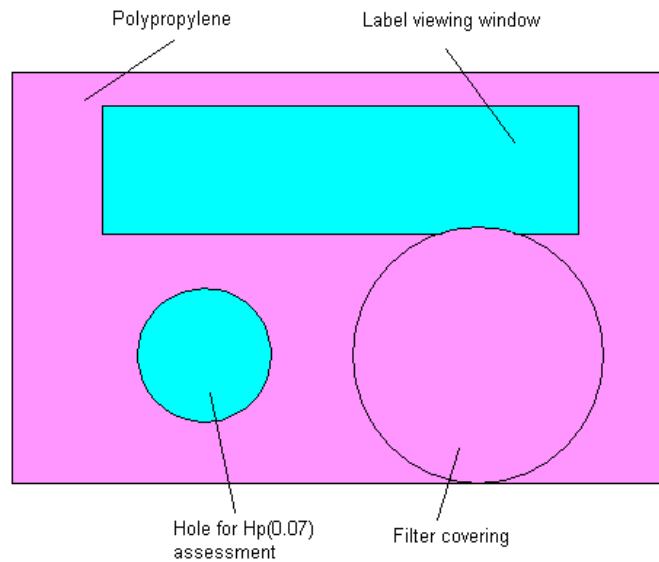 Polypropylene
Label viewing window
Hole for Hp(0.07)
assessment
Filter covering